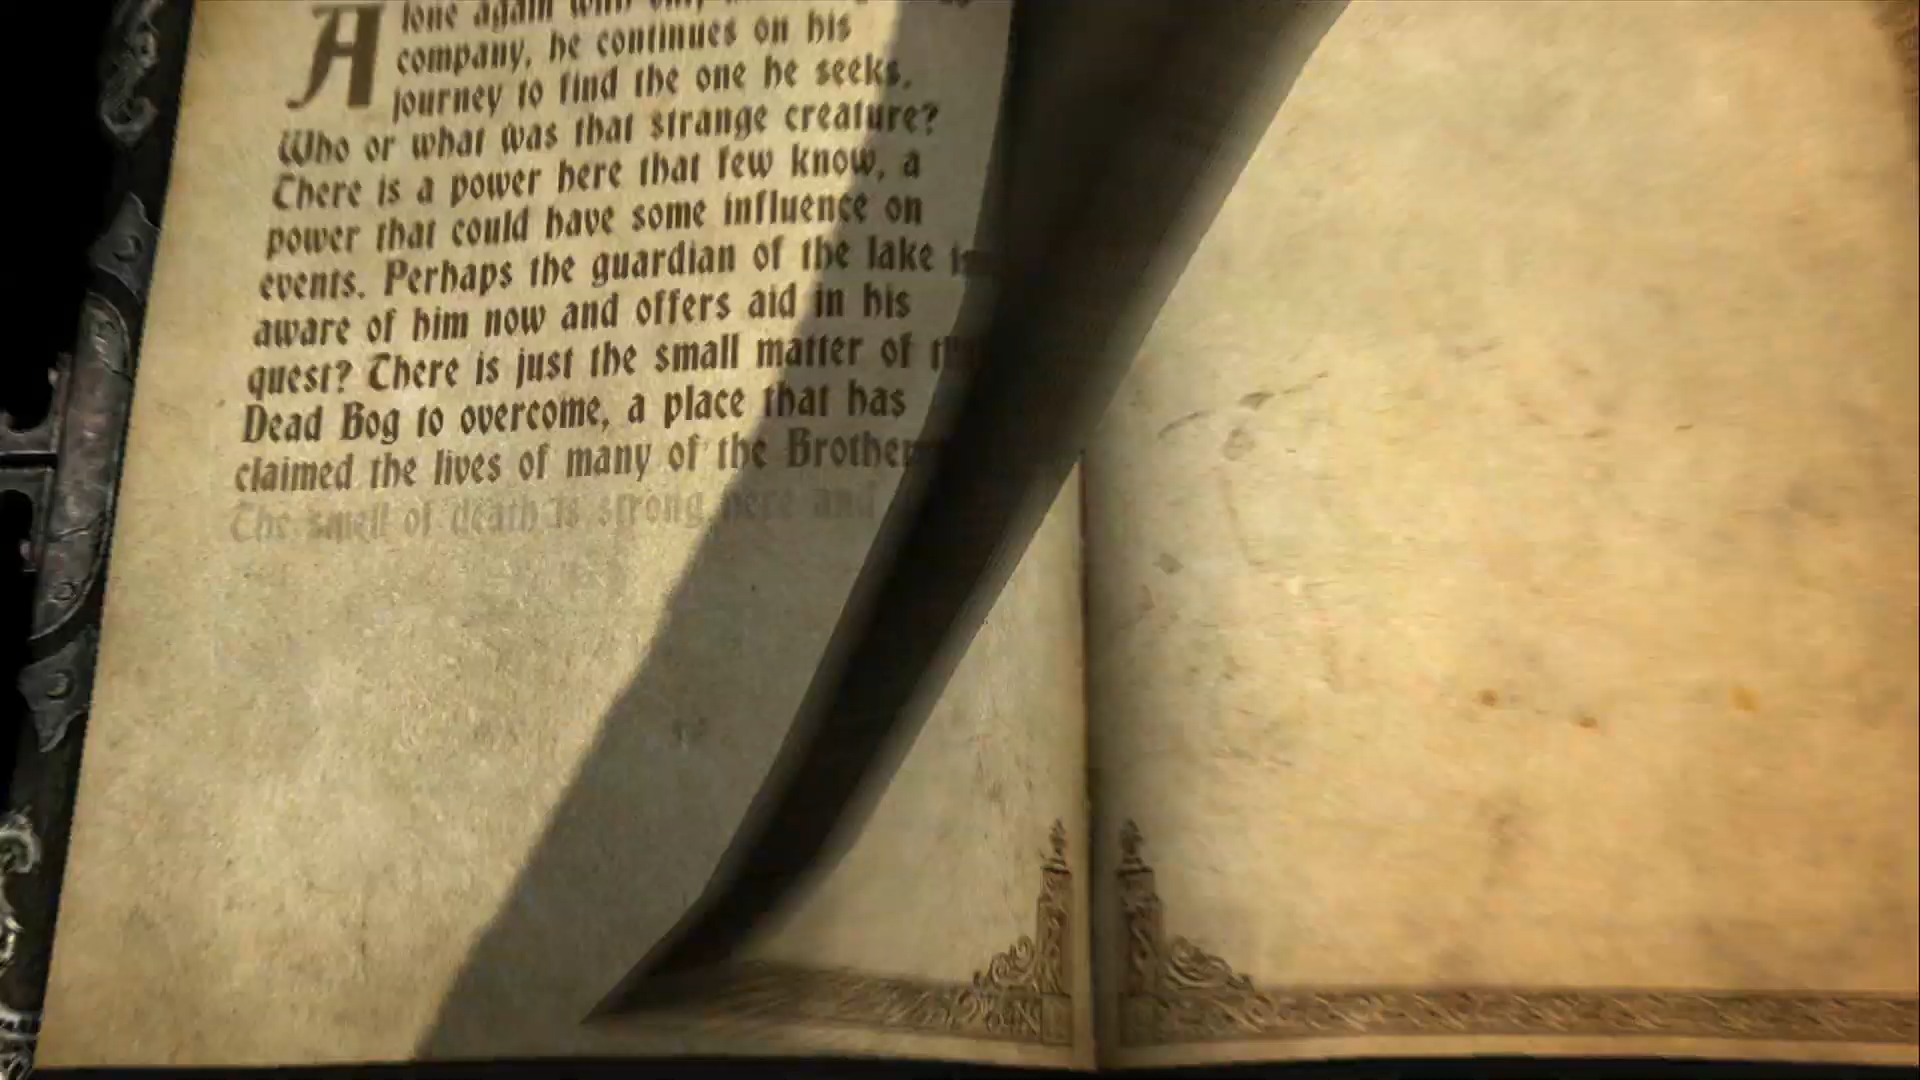 Alone again with only
company, he continues on his
journey to find the one he seeks.
Who or what was that strange creature?
There is a power here that few know, a
power that could have some influence on
events. Perhaps the guardian of the lake is
aware of him now and offers aid in his
quest? There is just the small matter of
Dead Bog to overcome, a place that has
claimed the lives of many of the
The smell of death is strong here and